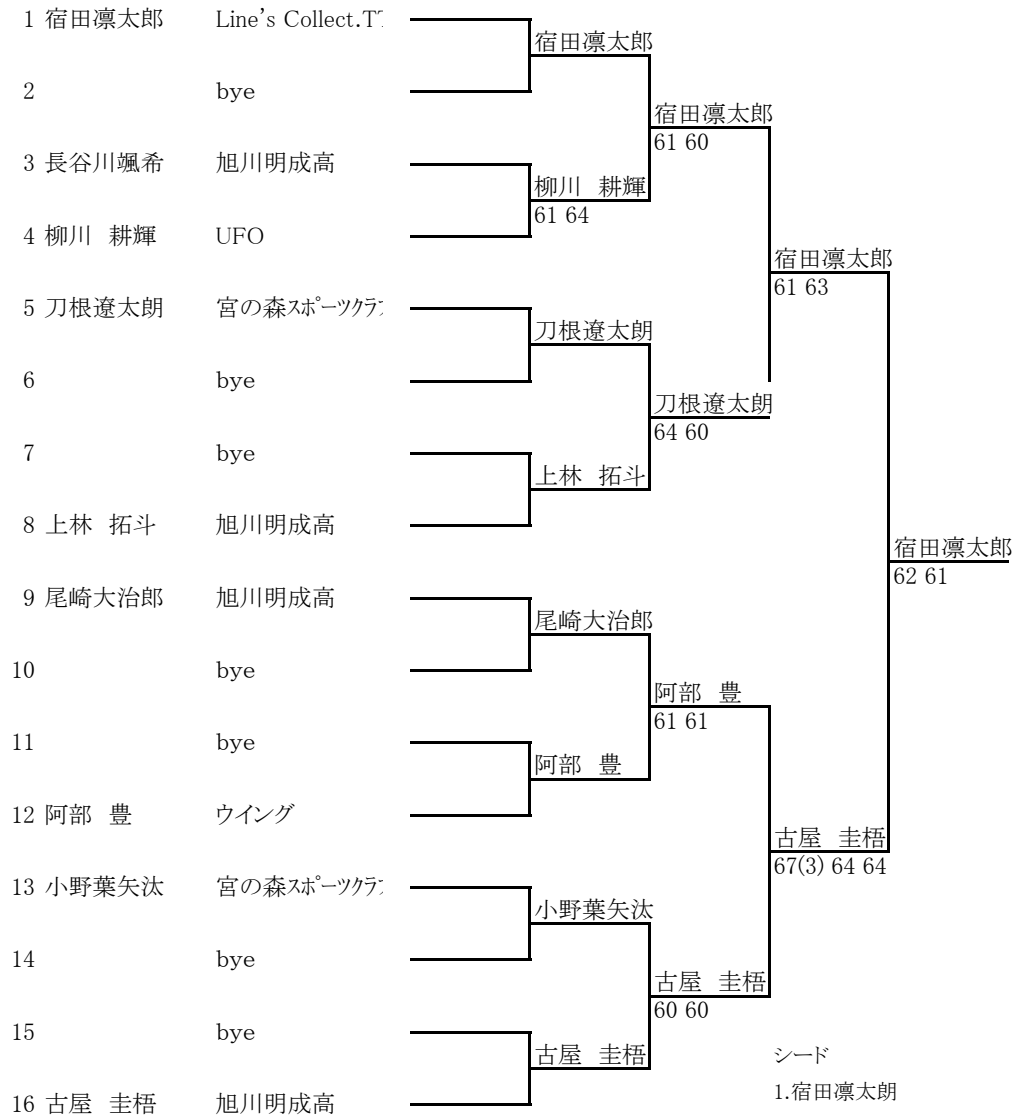 1 宿田凛太郎 Line's Collect.T
宿田凛太郎
2 bye
宿田凛太郎
61 60
3 長谷川颯希 旭川明成高
柳川 耕輝
61 64
4 柳川 耕輝 UFO
宿田凛太郎
61 63
5 刀根遼太朗 宮の森スポーツクラ
刀根遼太朗
6 bye
刀根遼太朗
64 60
7 bye
上林 拓斗
8 上林 拓斗 旭川明成高
宿田凛太郎
62 61
9 尾崎大治郎 旭川明成高
尾崎大治郎
10 bye
阿部 豊
61 61
11 bye
阿部 豊
12 阿部 豊 ウイング
古屋 圭梧
67(3) 64 64
13 小野葉矢汰 宮の森スポーツクラ
小野葉矢汰
14 bye
古屋 圭梧
60 60
15 bye
古屋 圭梧
シード
1.宿田凛太朗
16 古屋 圭梧 旭川明成高